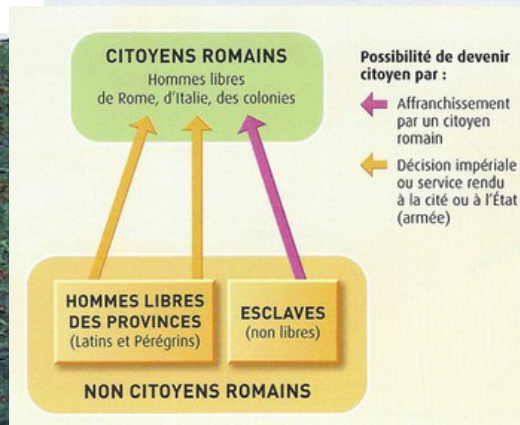 CITOYENS ROMAINS
Hommes libres
de Rome, d'Italie, des colonies
Possibilité de devenir
citoyen par :
Affranchissement
par un citoyen
romain
Décision impériale
ou service rendu
à la cité ou à l'État
(armée)
HOMMES LIBRES
DES PROVINCES
(Latins et Pérégrins)
ESCLAVES
(non libres)
NON CITOYENS ROMAINS